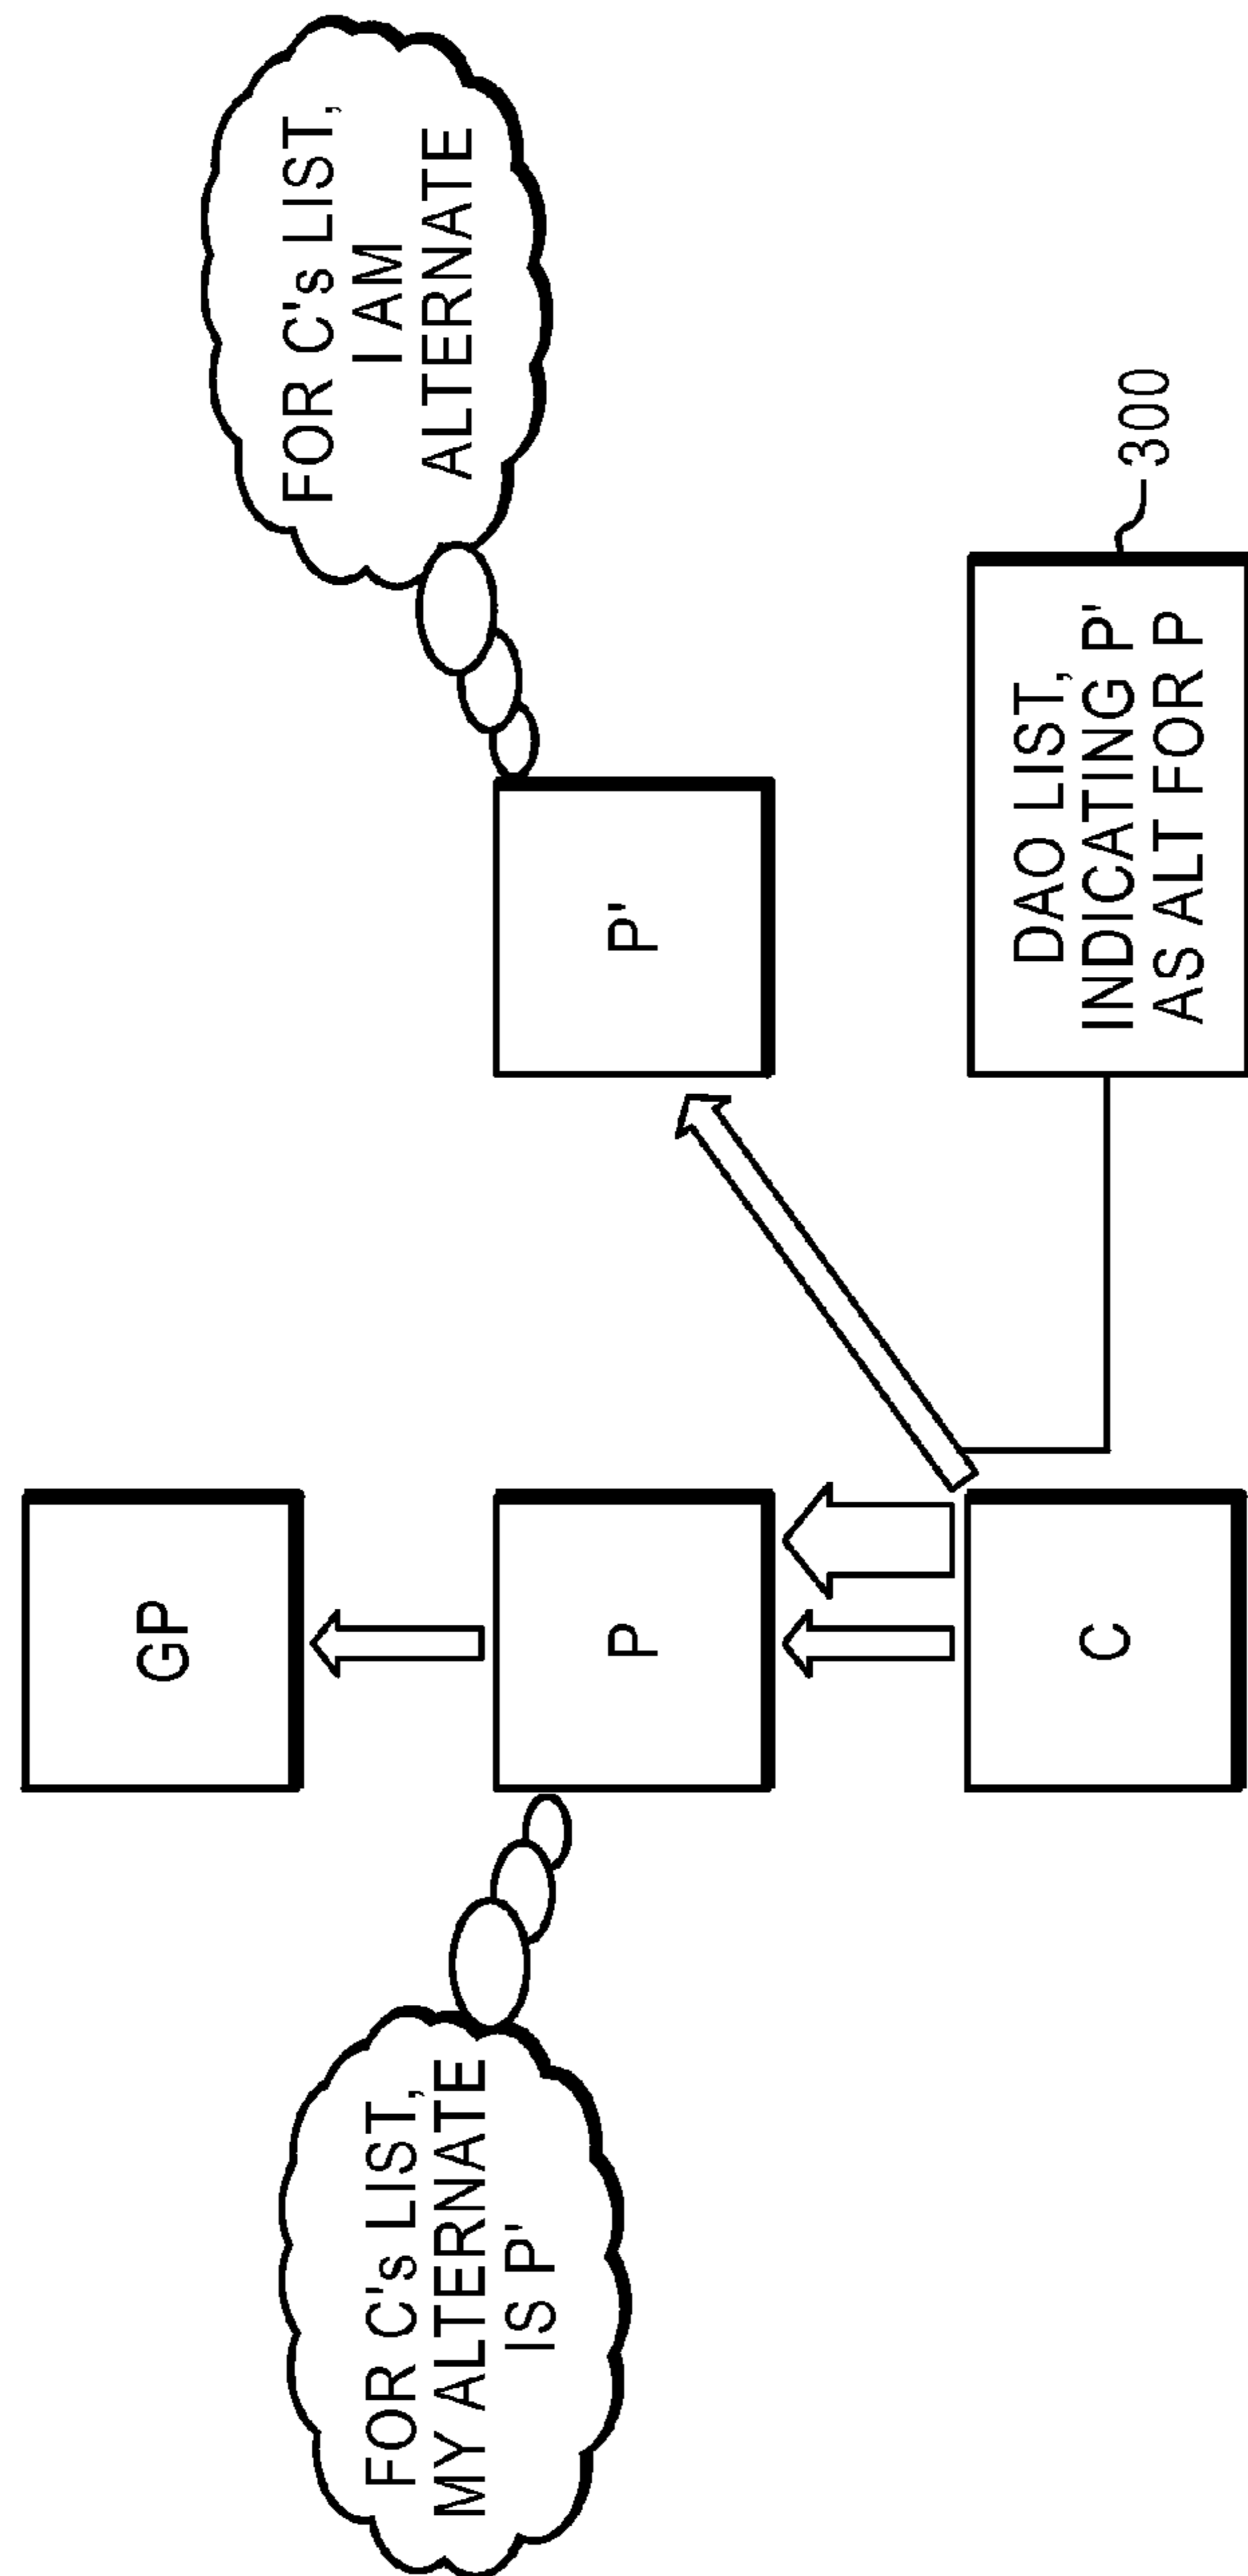 GP
FOR C's LIST,
I AM
ALTERNATE
FOR C's LIST,
MY ALTERNATE
IS P'
P
P'
C
DAO LIST,
INDICATING P'
AS ALT FOR P
300